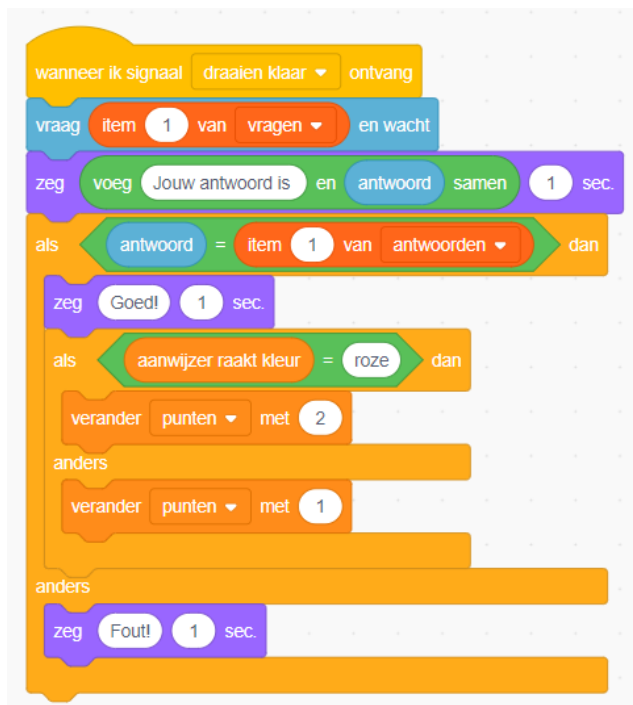 wanneer ik signaal draaien klaar ontvang
vraag item 1 van vragen en wacht
zeg voeg Jouw antwoord is en antwoord samen 1 sec.
als antwoord = item 1 van antwoorden dan
zeg Goed! 1 sec.
als aanwijzer raakt kleur = roze dan
verander punten met 2
anders
verander punten met 1
anders
zeg Fout! 1 sec.